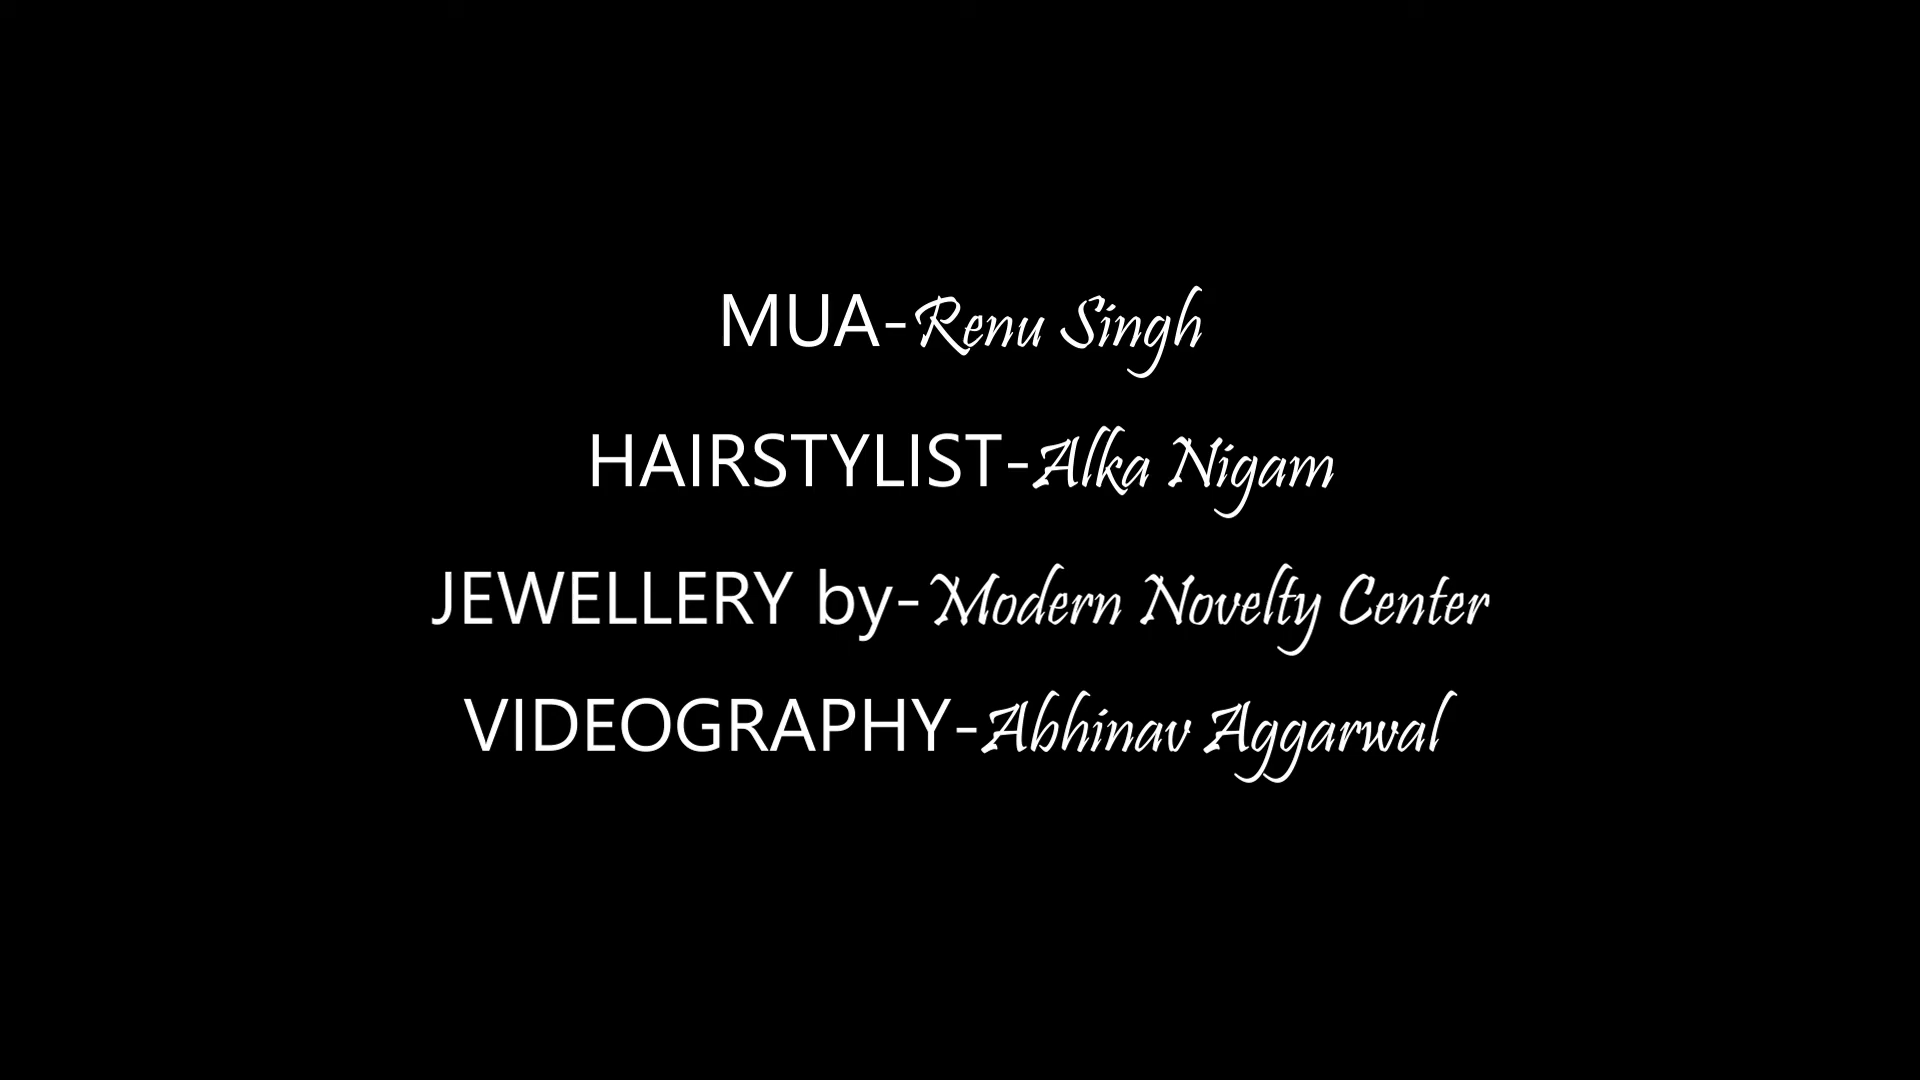 MUA-Renu Singh
HAIRSTYLIST-Alka Nigam
JEWELLERY by-Modern Novelty Center
VIDEOGRAPHY-Abhinav Aggarwal